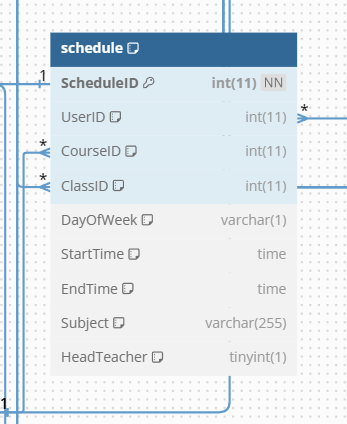 schedule
1
ScheduleID int(11) NN
UserID int(11) *
* CourseID int(11)
* ClassID int(11)
DayOfWeek varchar(1)
StartTime time
EndTime time
Subject varchar(255)
HeadTeacher tinyint(1)
1